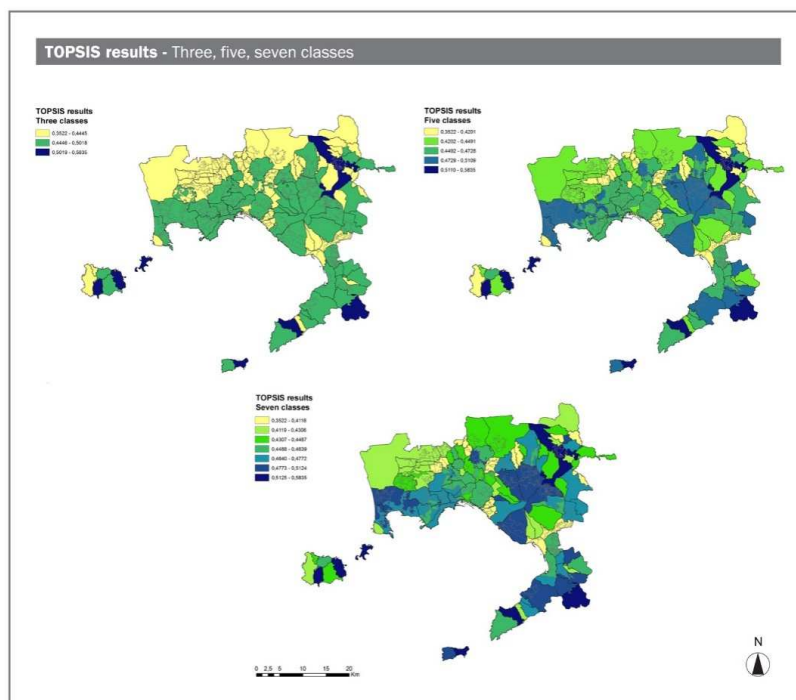 TOPSIS results - Three, five, seven classes
TOPSIS results
Three classes
0,3522 - 0,4445
0,4446 - 0,5018
0,5019 - 0,5835
TOPSIS results
Five classes
0,3522 - 0,4201
0,4202 - 0,4491
0,4492 - 0,4728
0,4729 - 0,5109
0,5110 - 0,5835
TOPSIS results
Seven classes
0,3522 - 0,4118
0,4119 - 0,4306
0,4307 - 0,4487
0,4488 - 0,4639
0,4640 - 0,4772
0,4773 - 0,5124
0,5125 - 0,5835
N
0 2,5 5 10 15 20
Km